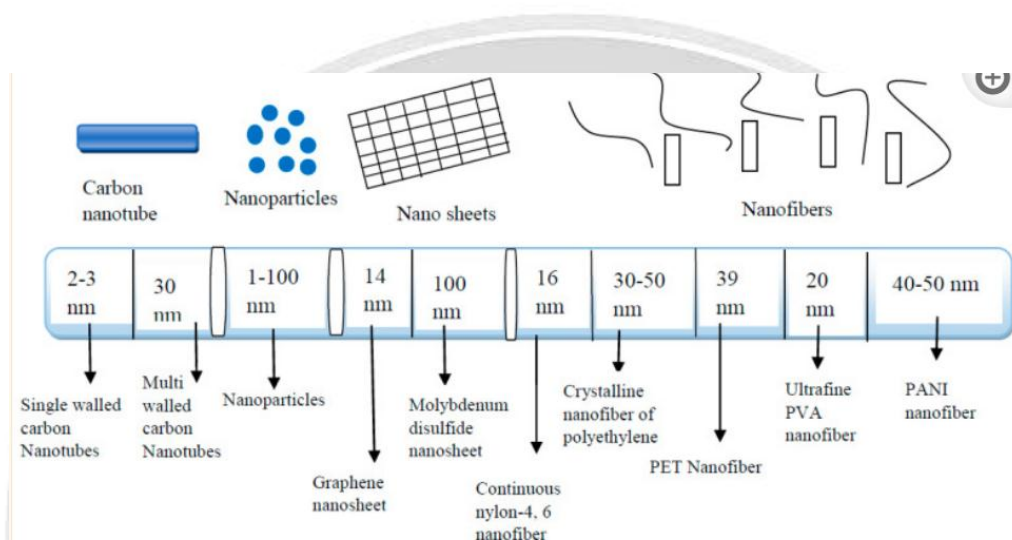 Carbon
nanotube
Nanoparticles
Nano sheets
Nanofibers
2-3
nm
30
nm
1-100
nm
14
nm
100
nm
16
nm
30-50
nm
39
nm
20
nm
40-50 nm
Single walled
carbon
Nanotubes
Multi
walled
carbon
Nanotubes
Nanoparticles
Graphene
nanosheet
Molybdenum
disulfide
nanosheet
Continuous
nylon-4, 6
nanofiber
Crystalline
nanofiber of
polyethylene
PET Nanofiber
Ultrafine
PVA
nanofiber
PANI
nanofiber